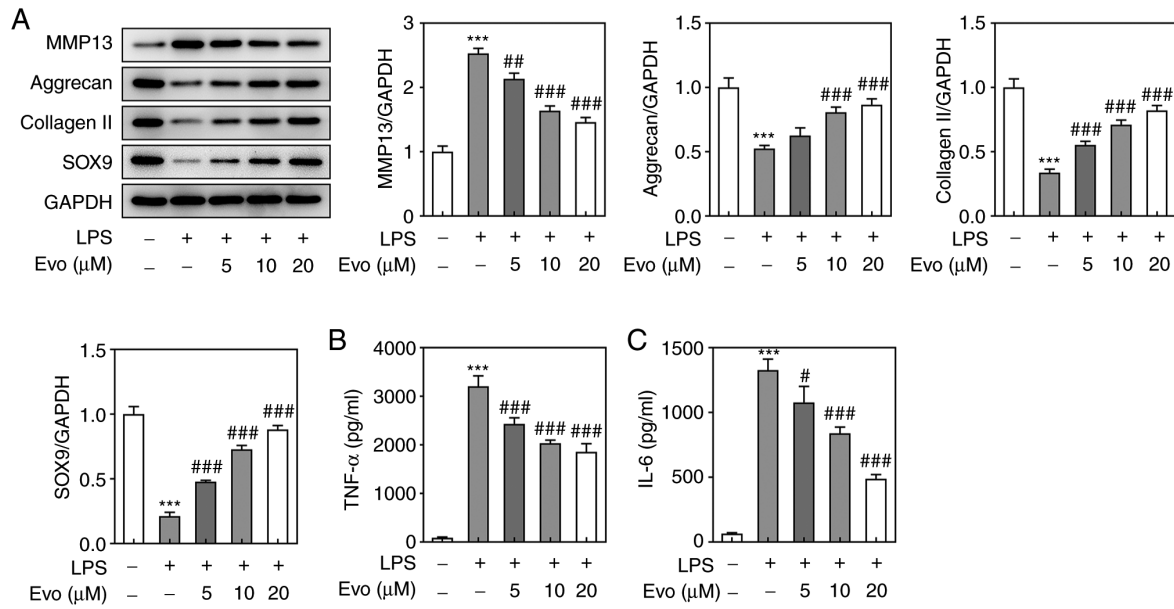 A
MMP13
Aggrecan
Collagen II
SOX9
GAPDH
LPS – + + + +
Evo (μM) – – 5 10 20
MMP13/GAPDH
3
2
1
0
*** ## ### ###
LPS – + + + +
Evo (μM) – – 5 10 20
Aggrecan/GAPDH
1.5
1.0
0.5
0.0
*** ### ###
LPS – + + + +
Evo (μM) – – 5 10 20
Collagen II/GAPDH
1.5
1.0
0.5
0.0
*** ### ### ###
LPS – + + + +
Evo (μM) – – 5 10 20
SOX9/GAPDH
1.5
1.0
0.5
0.0
*** ### ### ###
LPS – + + + +
Evo (μM) – – 5 10 20
B
TNF-α (pg/ml)
4000
3000
2000
1000
0
*** ### ### ###
LPS – + + + +
Evo (μM) – – 5 10 20
C
IL-6 (pg/ml)
1500
1000
500
0
*** # ### ###
LPS – + + + +
Evo (μM) – – 5 10 20